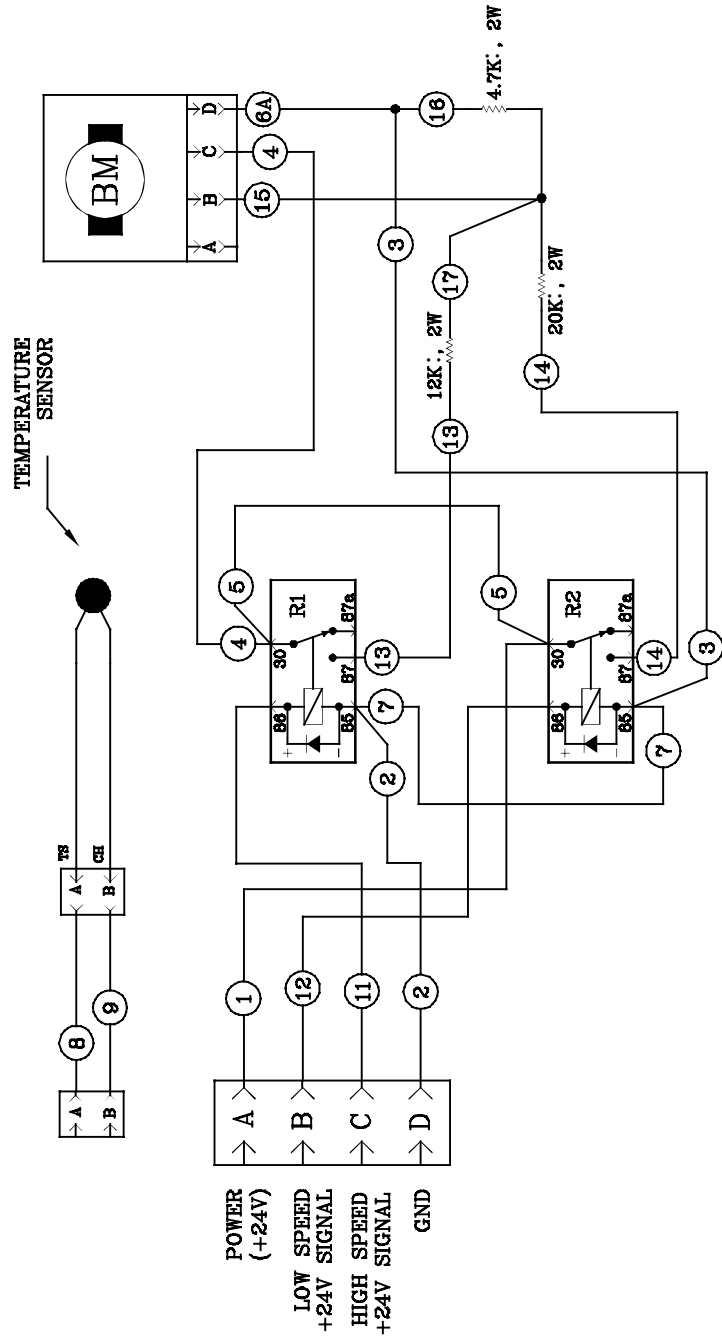 TEMPERATURE
SENSOR
TS
CH
A
B
8
9
A
B
BM
A
B
C
D
15
4
6A
POWER
(+24V)
LOW SPEED
+24V SIGNAL
HIGH SPEED
+24V SIGNAL
GND
A
B
C
D
1
12
11
2
2
4
5
R1
86
30
+
-
85
87
87a
7
13
5
R2
86
30
+
-
85
87
87a
7
14
3
3
13
12K:, 2W
17
14
20K:, 2W
16
4.7K:, 2W